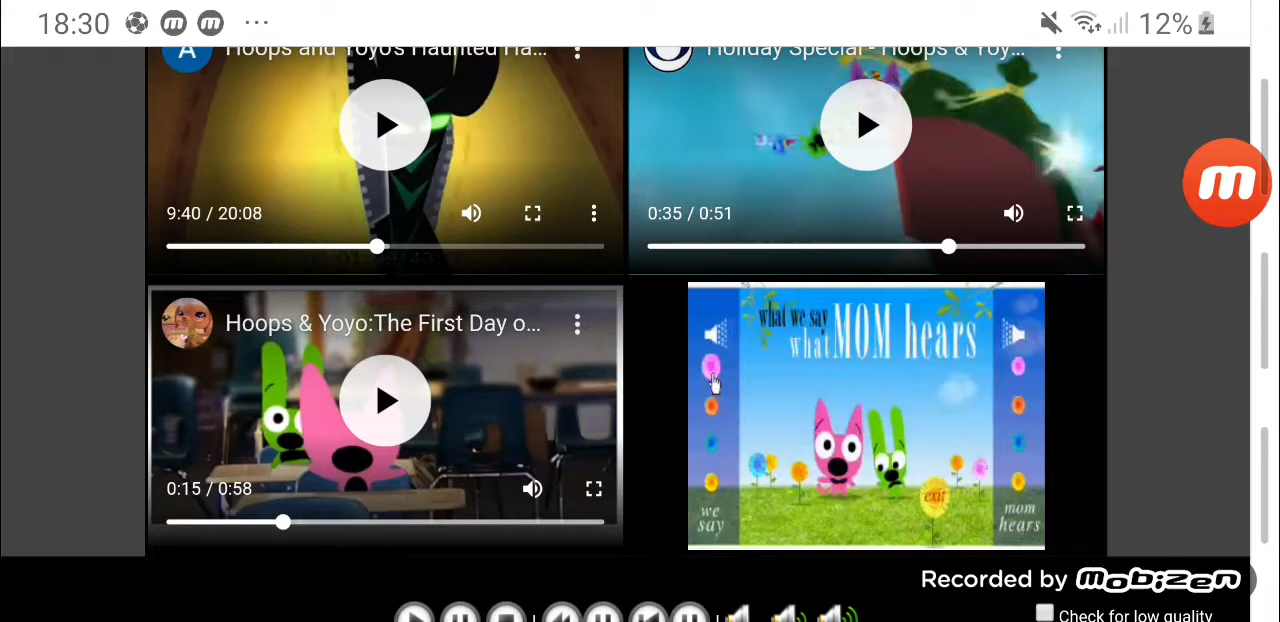 18:30
12%
A
Hoops and Yoyo's Haunted Ha...
Holiday Special - Hoops & Yoy...
9:40 / 20:08
0:35 / 0:51
Hoops & Yoyo:The First Day o...
0:15 / 0:58
what we say
what MOM hears
we say
exit
mom hears
Recorded by mobizen
Check for low quality